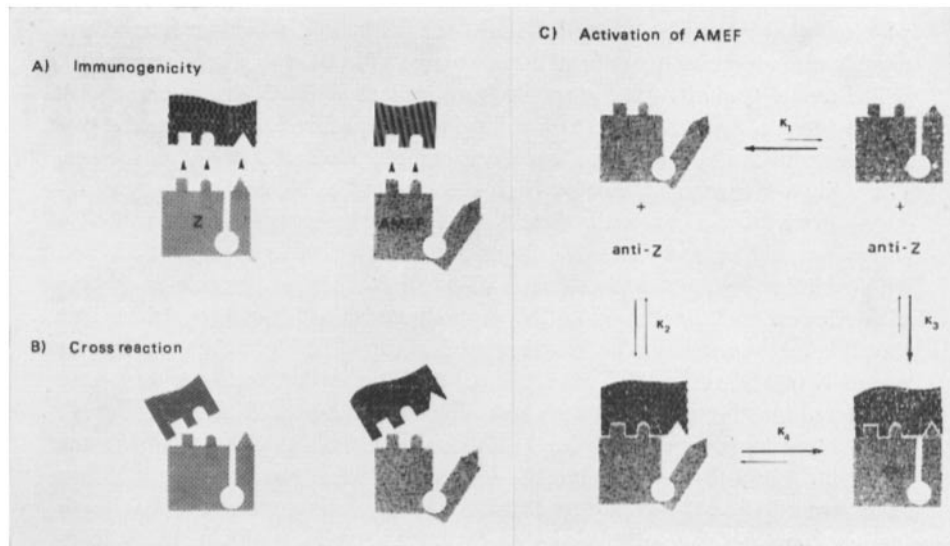 A) Immunogenicity
Z
AMEF
B) Cross reaction
C) Activation of AMEF
K1
+
+
anti-Z
anti-Z
K2
K3
K4